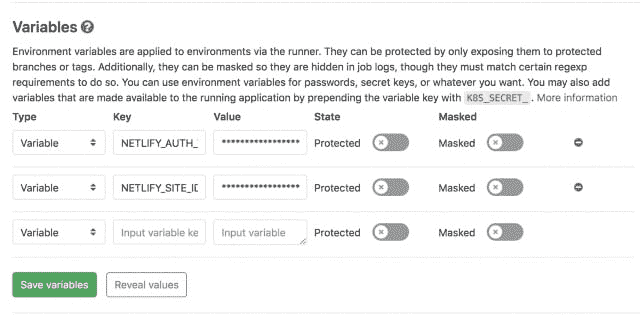 Variables
Environment variables are applied to environments via the runner. They can be protected by only exposing them to protected
branches or tags. Additionally, they can be masked so they are hidden in job logs, though they must match certain regexp
requirements to do so. You can use environment variables for passwords, secret keys, or whatever you want. You may also add
variables that are made available to the running application by prepending the variable key with K8S_SECRET_. More information
Type Key Value State Masked
Variable NETLIFY_AUTH_ ***************** Protected Masked
Variable NETLIFY_SITE_ID ***************** Protected Masked
Variable Input variable ke Input variable Protected Masked
Save variables Reveal values